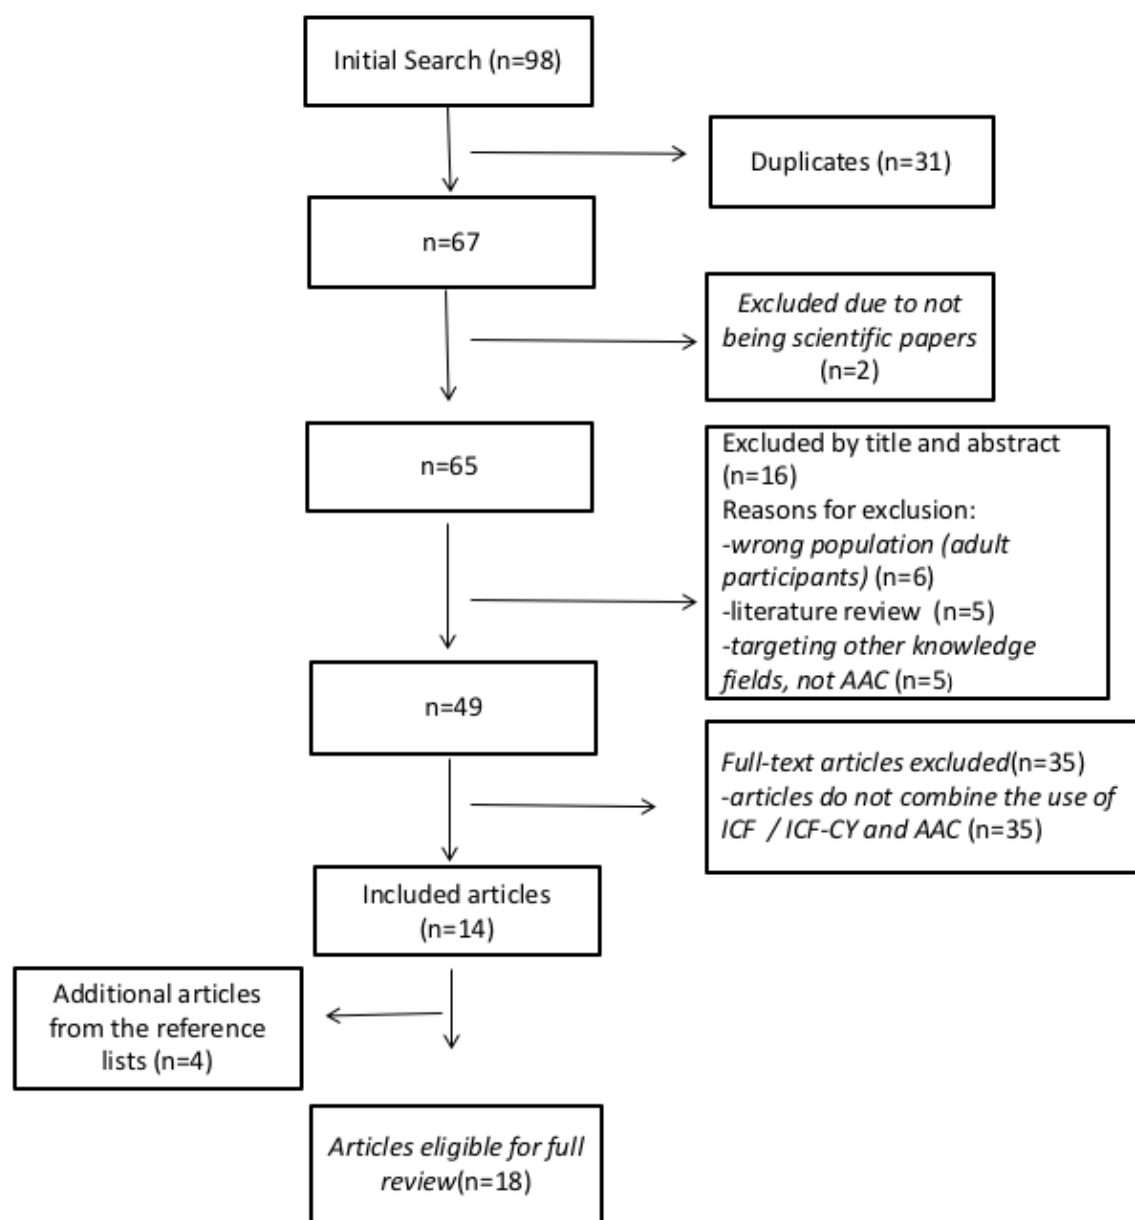 Initial Search (n=98)
Duplicates (n=31)
n=67
Excluded due to not
being scientific papers
(n=2)
n=65
Excluded by title and abstract
(n=16)
Reasons for exclusion:
-wrong population (adult
participants) (n=6)
-literature review  (n=5)
-targeting other knowledge
fields, not AAC (n=5)
n=49
Full-text articles excluded(n=35)
-articles do not combine the use of
ICF  / ICF-CY and AAC (n=35)
Included articles
(n=14)
Additional articles
from the reference
lists (n=4)
Articles eligible for full
review(n=18)